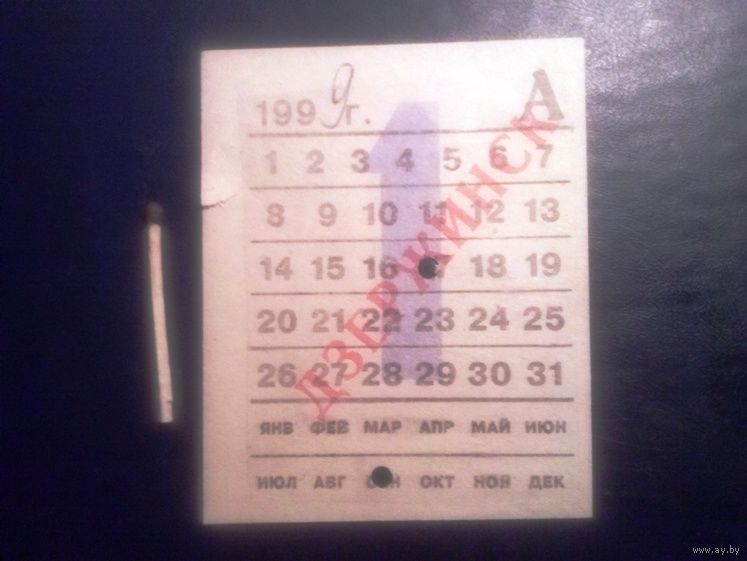 1999г.
А
1 2 3 4 5 6 7
8 9 10 11 12 13
14 15 16 18 19
20 21 22 23 24 25
26 27 28 29 30 31
ЯНВ ФЕВ МАР АПР МАЙ ИЮН
ИЮЛ АВГ СЕН ОКТ НОЯ ДЕК
ДЗЕРЖИНСК
1
www.ay.by